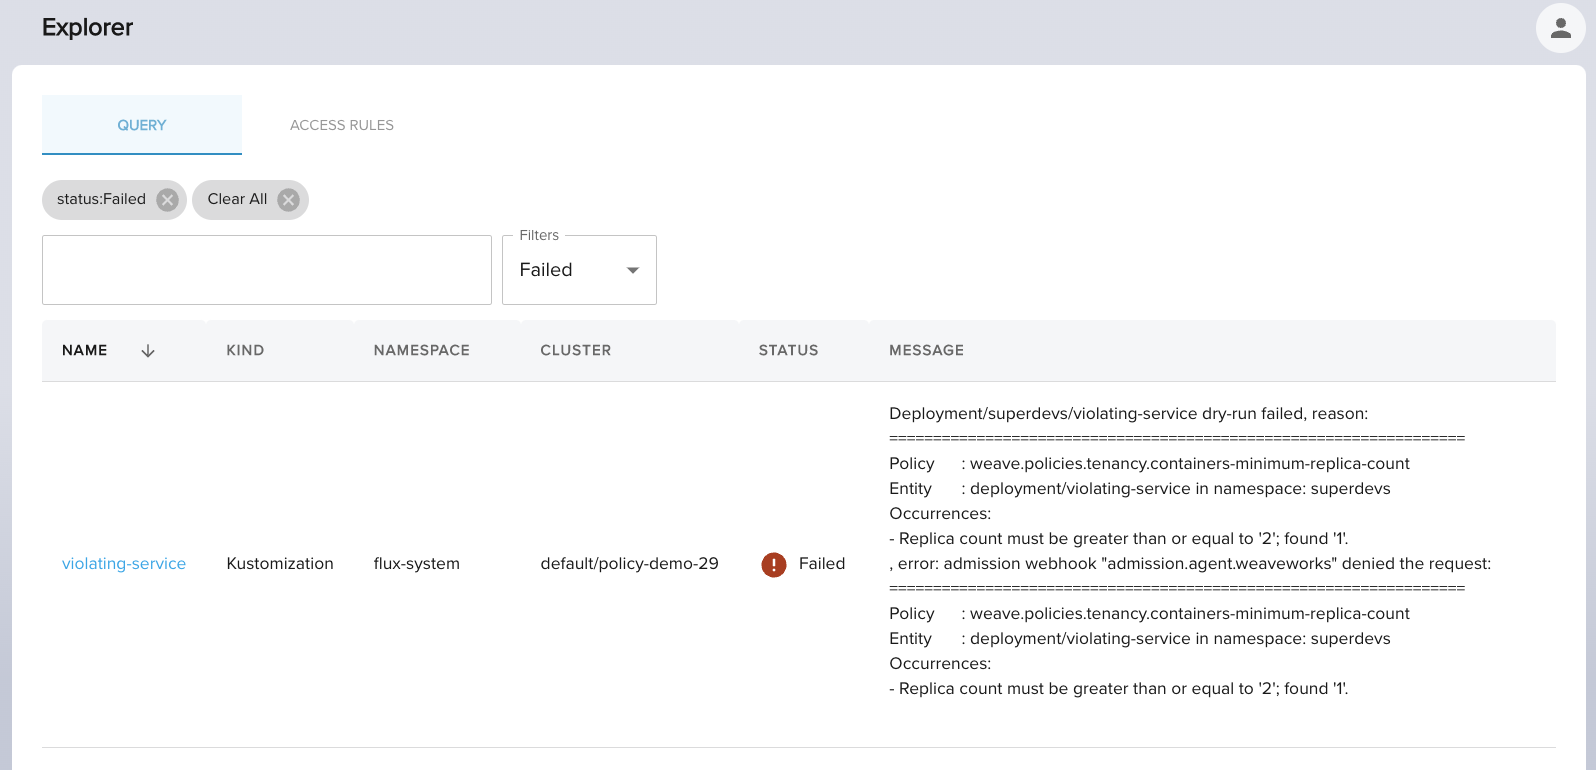 Explorer
QUERY
ACCESS RULES
status:Failed
Clear All
Filters
Failed
NAME
KIND
NAMESPACE
CLUSTER
STATUS
MESSAGE
violating-service
Kustomization
flux-system
default/policy-demo-29
Failed
Deployment/superdevs/violating-service dry-run failed, reason:
==================================================================
Policy : weave.policies.tenancy.containers-minimum-replica-count
Entity : deployment/violating-service in namespace: superdevs
Occurrences:
- Replica count must be greater than or equal to '2'; found '1'.
, error: admission webhook "admission.agent.weaveworks" denied the request:
==================================================================
Policy : weave.policies.tenancy.containers-minimum-replica-count
Entity : deployment/violating-service in namespace: superdevs
Occurrences:
- Replica count must be greater than or equal to '2'; found '1'.